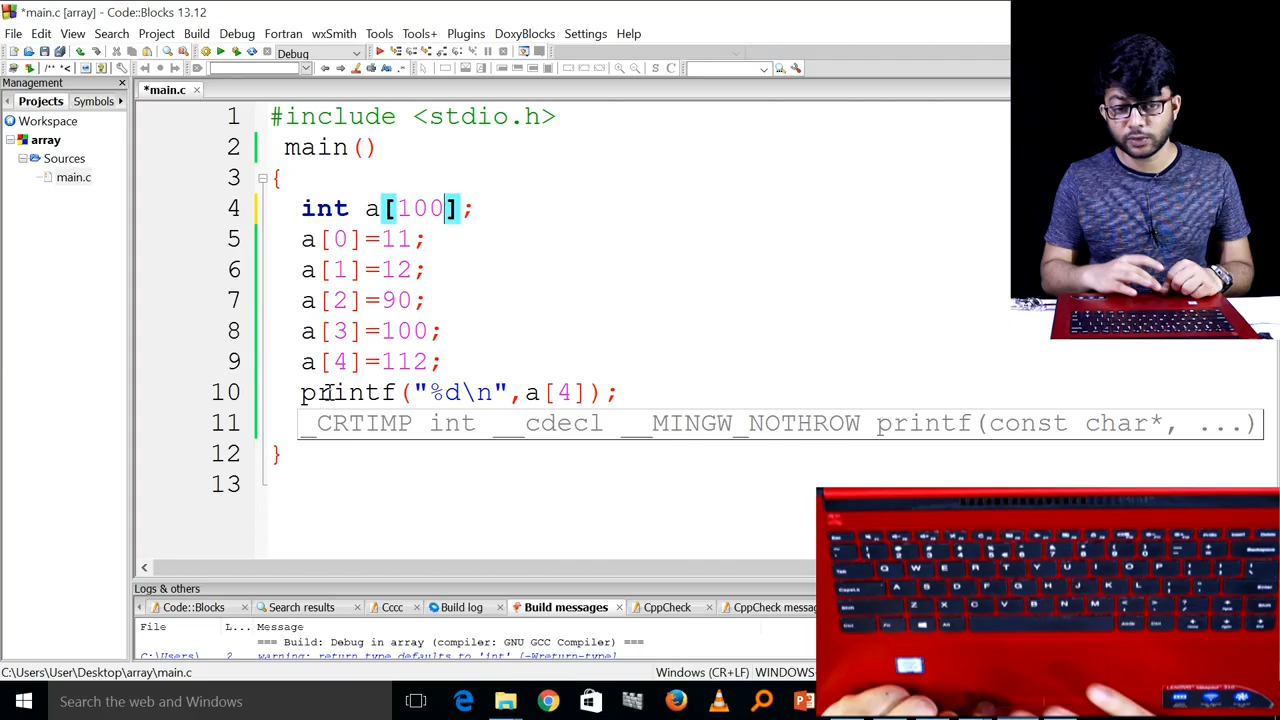 *main.c [array] - Code::Blocks 13.12
File Edit View Search Project Build Debug Fortran wxSmith Tools Tools+ Plugins DoxyBlocks Settings Help
Debug
/** *<
S C
Management
Projects Symbols
*main.c
Workspace
array
Sources
main.c
1 #include <stdio.h>
2 main()
3 {
4 int a[100];
5 a[0]=11;
6 a[1]=12;
7 a[2]=90;
8 a[3]=100;
9 a[4]=112;
10 printf("%d\n",a[4]);
11 _CRTIMP int __cdecl __MINGW_NOTHROW printf(const char*, ...)
12 }
13
Logs & others
Code::Blocks Search results Cccc Build log Build messages CppCheck CppCheck messa
File L... Message
=== Build: Debug in array (compiler: GNU GCC Compiler) ===
C:\Users\ 2 warning: return type defaults to 'int' [-Wreturn-type]
C:\Users\User\Desktop\array\main.c Windows (CR+LF) WINDOWS
Search the web and Windows